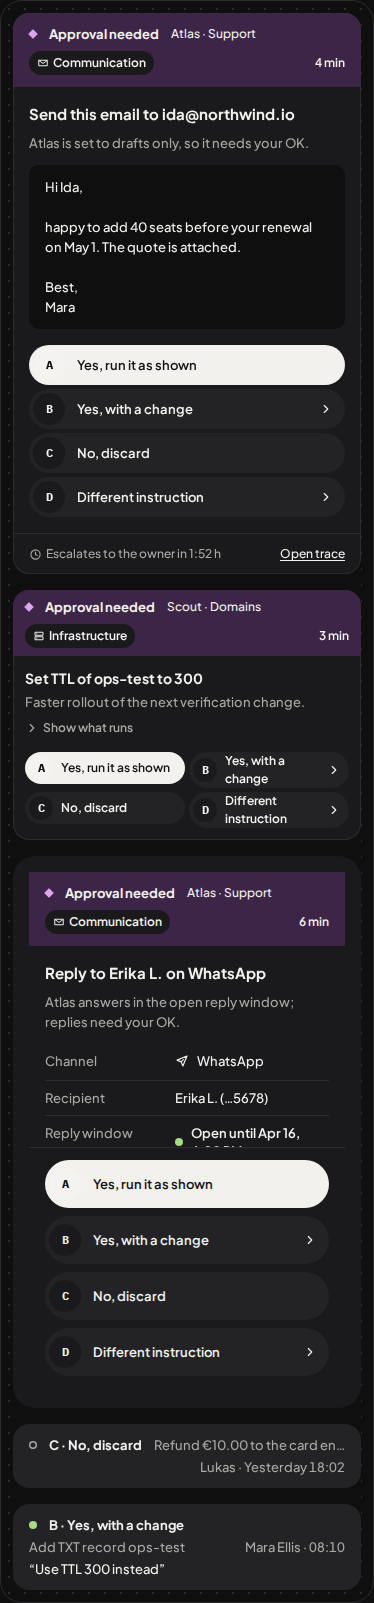 Approval needed Atlas · Support
Communication 4 min
Send this email to ida@northwind.io
Atlas is set to drafts only, so it needs your OK.
Hi Ida,
happy to add 40 seats before your renewal
on May 1. The quote is attached.
Best,
Mara
A Yes, run it as shown
B Yes, with a change
C No, discard
D Different instruction
Escalates to the owner in 1:52 h Open trace
Approval needed Scout · Domains
Infrastructure 3 min
Set TTL of ops-test to 300
Faster rollout of the next verification change.
Show what runs
A Yes, run it as shown
B Yes, with a
change
C No, discard
D Different
instruction
Approval needed Atlas · Support
Communication 6 min
Reply to Erika L. on WhatsApp
Atlas answers in the open reply window;
replies need your OK.
Channel WhatsApp
Recipient Erika L. (…5678)
Reply window Open until Apr 16,
A Yes, run it as shown
B Yes, with a change
C No, discard
D Different instruction
C · No, discard Refund €10.00 to the card en…
Lukas · Yesterday 18:02
B · Yes, with a change
Add TXT record ops-test Mara Ellis · 08:10
“Use TTL 300 instead”